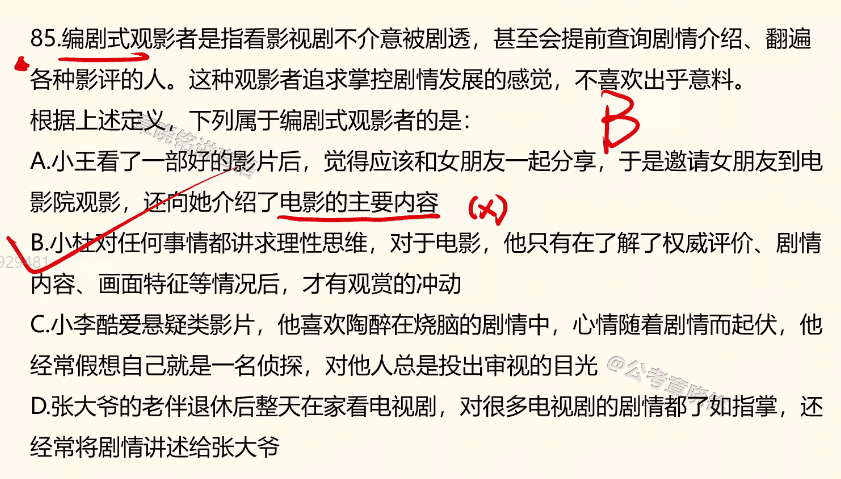 85.编剧式观影者是指看影视剧不介意被剧透，甚至会提前查询剧情介绍、翻遍
各种影评的人。这种观影者追求掌控剧情发展的感觉，不喜欢出乎意料。
根据上述定义，下列属于编剧式观影者的是：
B
A.小王看了一部好的影片后，觉得应该和女朋友一起分享，于是邀请女朋友到电
影院观影，还向她介绍了电影的主要内容 (x)
B.小杜对任何事情都讲求理性思维，对于电影，他只有在了解了权威评价、剧情
929481
内容、画面特征等情况后，才有观赏的冲动
C.小李酷爱悬疑类影片，他喜欢陶醉在烧脑的剧情中，心情随着剧情而起伏，他
经常假想自己就是一名侦探，对他人总是投出审视的目光
@公考
D.张大爷的老伴退休后整天在家看电视剧，对很多电视剧的剧情都了如指掌，还
经常将剧情讲述给张大爷